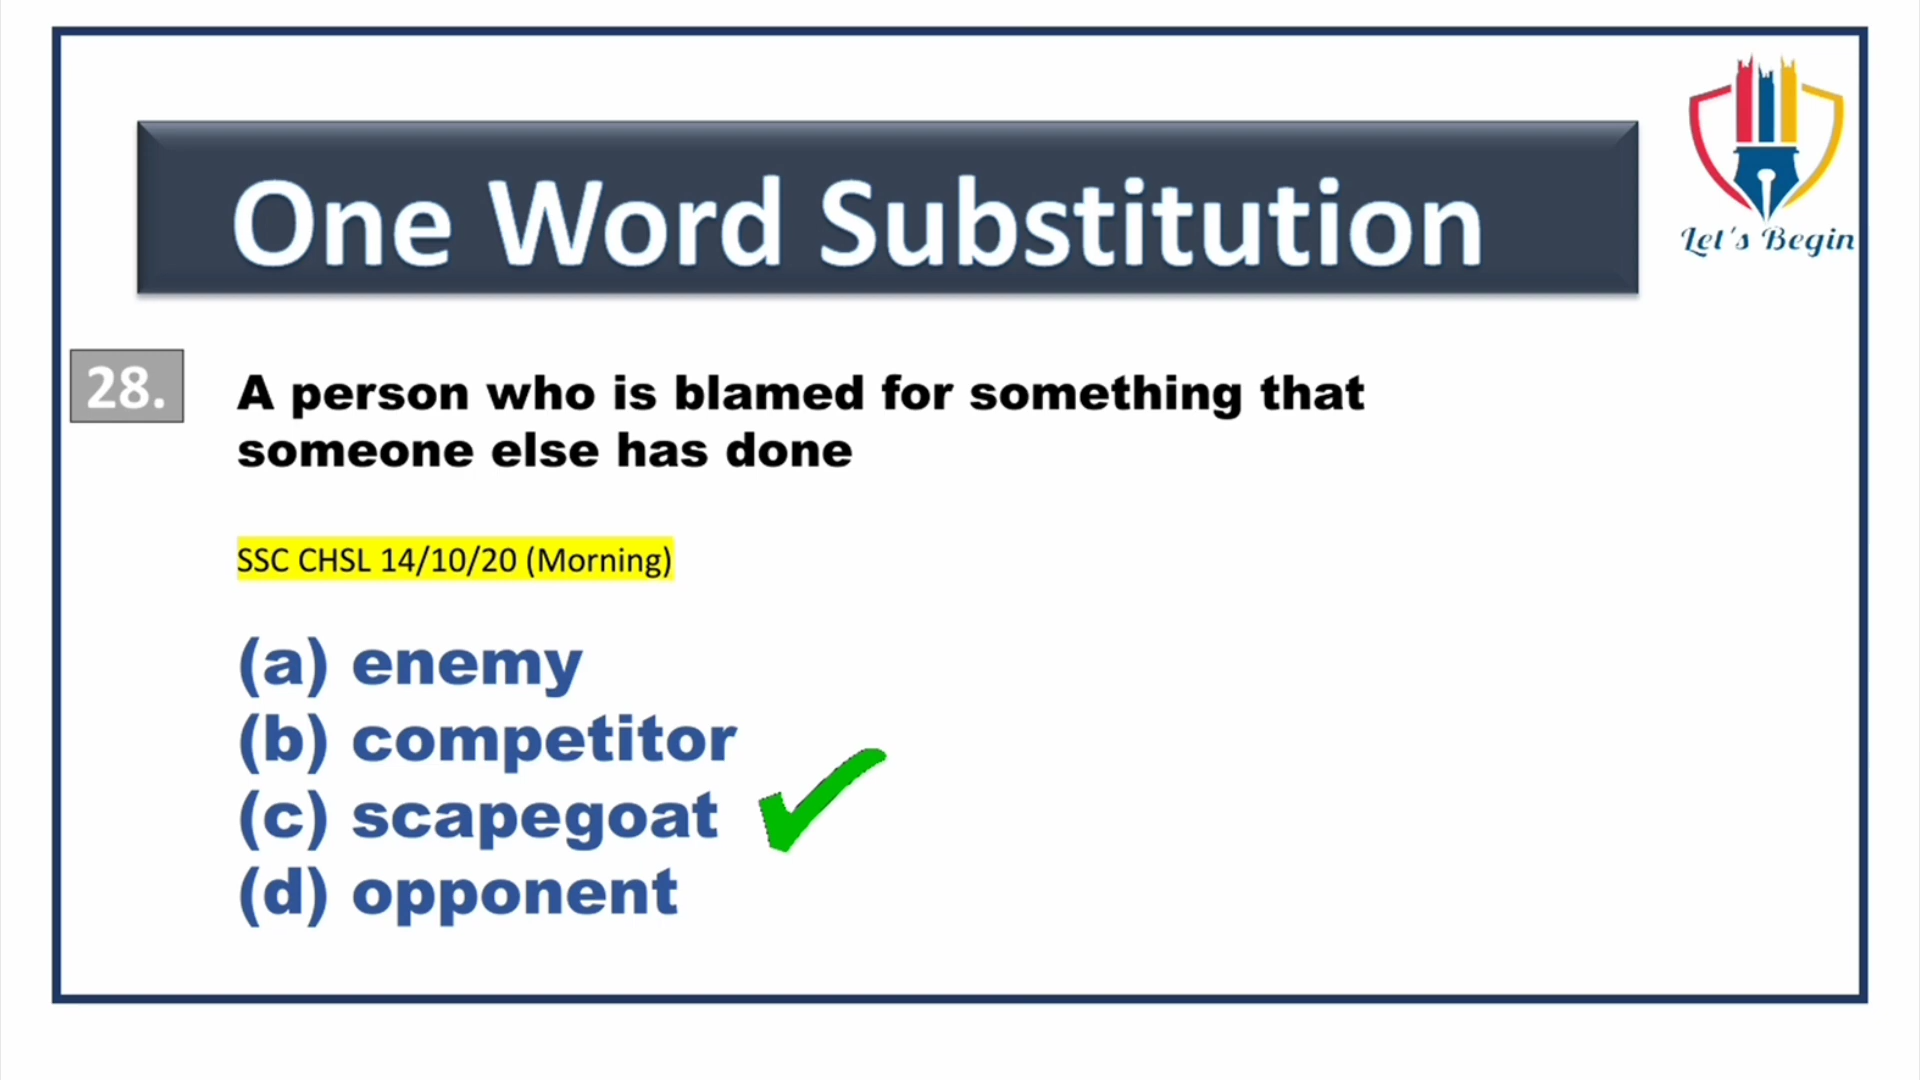 One Word Substitution
Let's Begin
28.
A person who is blamed for something that
someone else has done
SSC CHSL 14/10/20 (Morning)
(a) enemy
(b) competitor
(c) scapegoat
(d) opponent